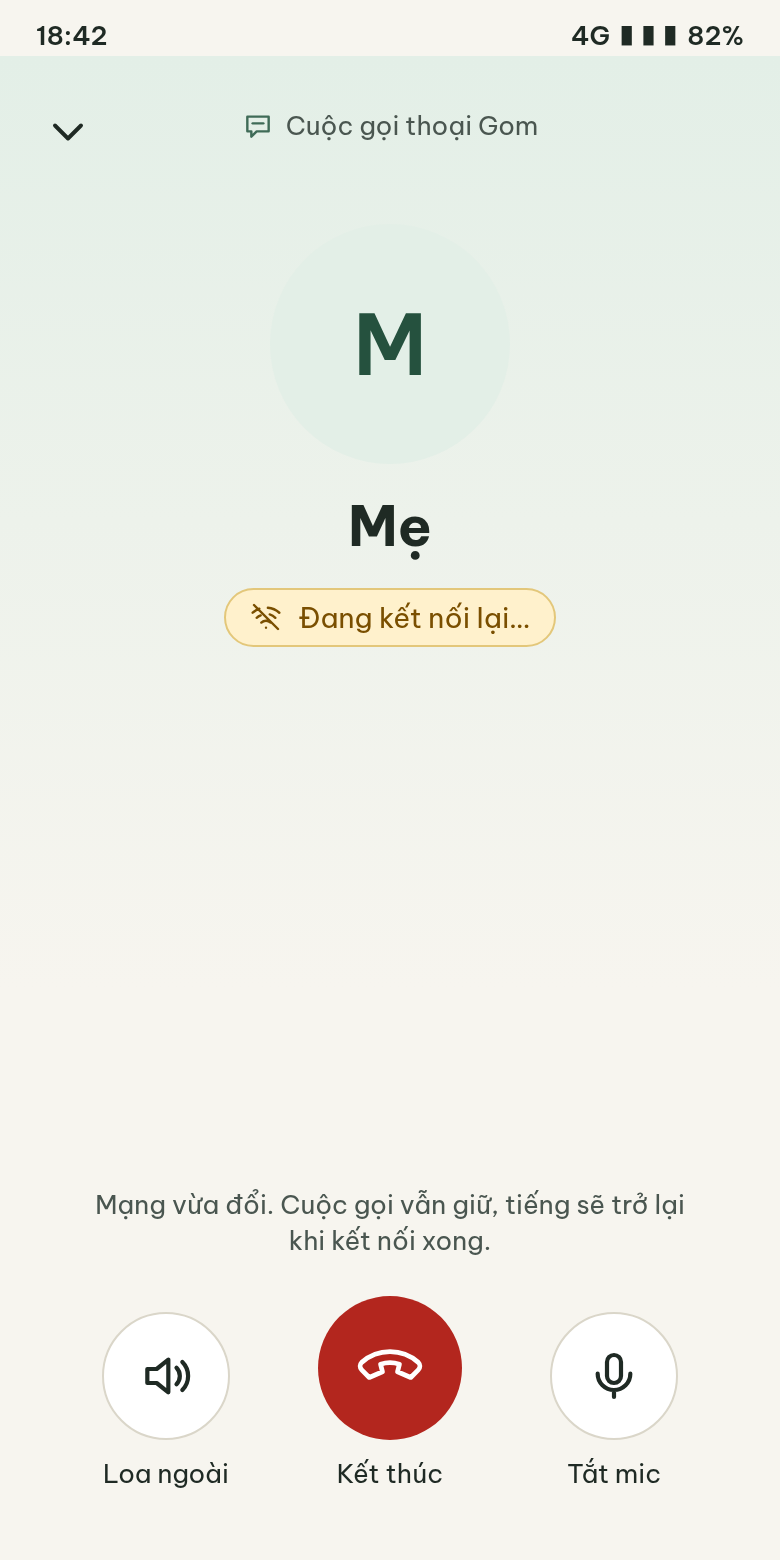 18:42
4G 82%
Cuộc gọi thoại Gom
M
Mẹ
Đang kết nối lại...
Mạng vừa đổi. Cuộc gọi vẫn giữ, tiếng sẽ trở lại
khi kết nối xong.
Loa ngoài
Kết thúc
Tắt mic